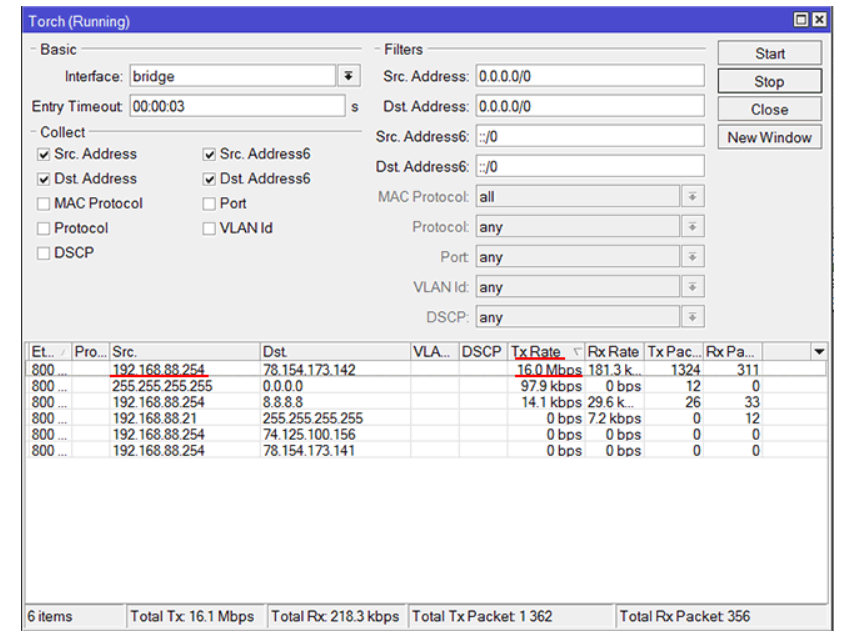 Torch (Running)
Basic
Interface: bridge
Entry Timeout: 00:00:03 s
Collect
Src. Address Src. Address6
Dst. Address Dst. Address6
MAC Protocol Port
Protocol VLAN Id
DSCP
Filters
Src. Address: 0.0.0.0/0
Dst. Address: 0.0.0.0/0
Src. Address6: ::/0
Dst. Address6: ::/0
MAC Protocol: all
Protocol: any
Port: any
VLAN Id: any
DSCP: any
Start
Stop
Close
New Window
Et... Pro... Src. Dst. VLA... DSCP Tx Rate Rx Rate Tx Pac... Rx Pa...
800 ... 192.168.88.254 78.154.173.142 16.0 Mbps 181.3 k... 1324 311
800 ... 255.255.255.255 0.0.0.0 97.9 kbps 0 bps 12 0
800 ... 192.168.88.254 8.8.8.8 14.1 kbps 29.6 k... 26 33
800 ... 192.168.88.21 255.255.255.255 0 bps 7.2 kbps 0 12
800 ... 192.168.88.254 74.125.100.156 0 bps 0 bps 0 0
800 ... 192.168.88.254 78.154.173.141 0 bps 0 bps 0 0
6 items Total Tx: 16.1 Mbps Total Rx: 218.3 kbps Total Tx Packet: 1 362 Total Rx Packet: 356